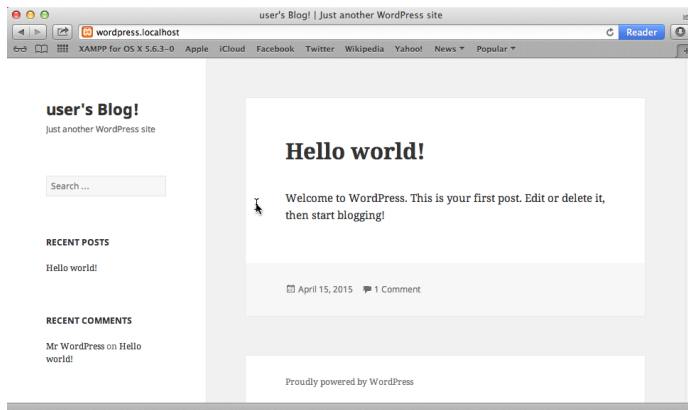 user's Blog! | Just another WordPress site
wordpress.localhost
Reader
XAMPP for OS X 5.6.3-0 Apple iCloud Facebook Twitter Wikipedia Yahoo! News Popular
user's Blog!
Just another WordPress site
Search ...
RECENT POSTS
Hello world!
RECENT COMMENTS
Mr WordPress on Hello
world!
Hello world!
Welcome to WordPress. This is your first post. Edit or delete it,
then start blogging!
April 15, 2015 1 Comment
Proudly powered by WordPress